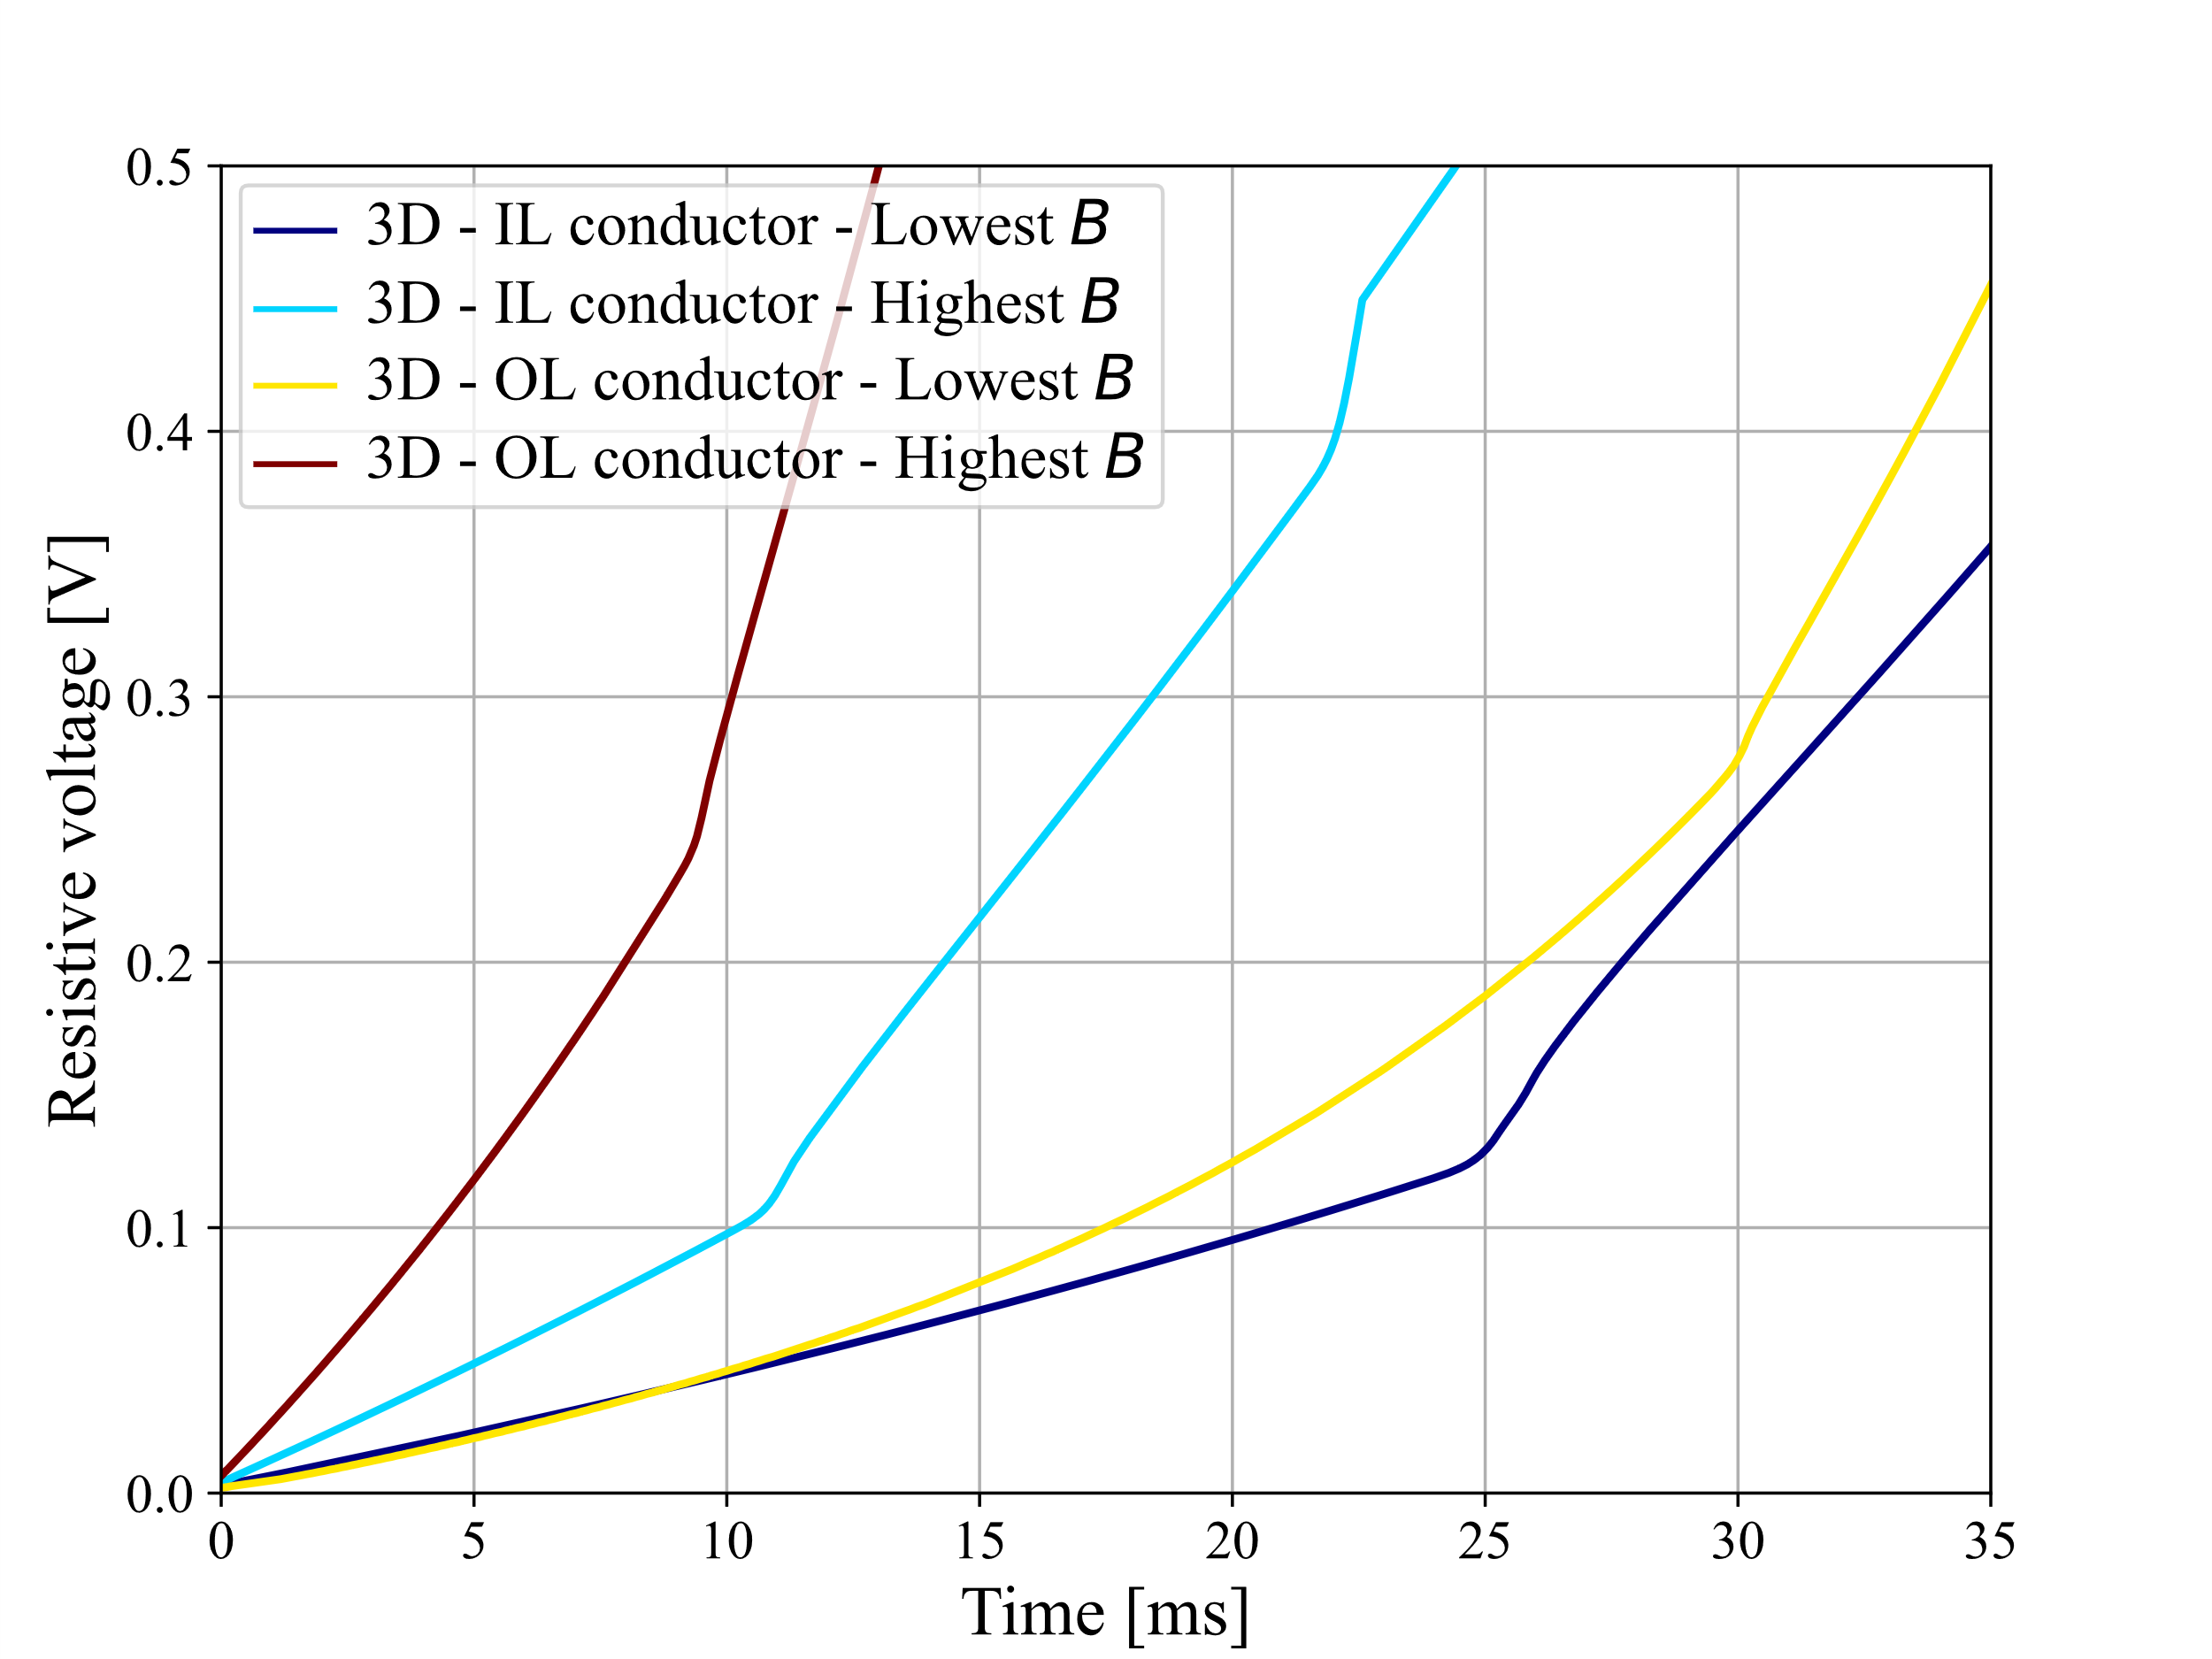 0.5
0.4
0.3
0.2
0.1
0.0
Resistive voltage [V]
3D - IL conductor - Lowest B
3D - IL conductor - Highest B
3D - OL conductor - Lowest B
3D - OL conductor - Highest B
0 5 10 15 20 25 30 35
Time [ms]